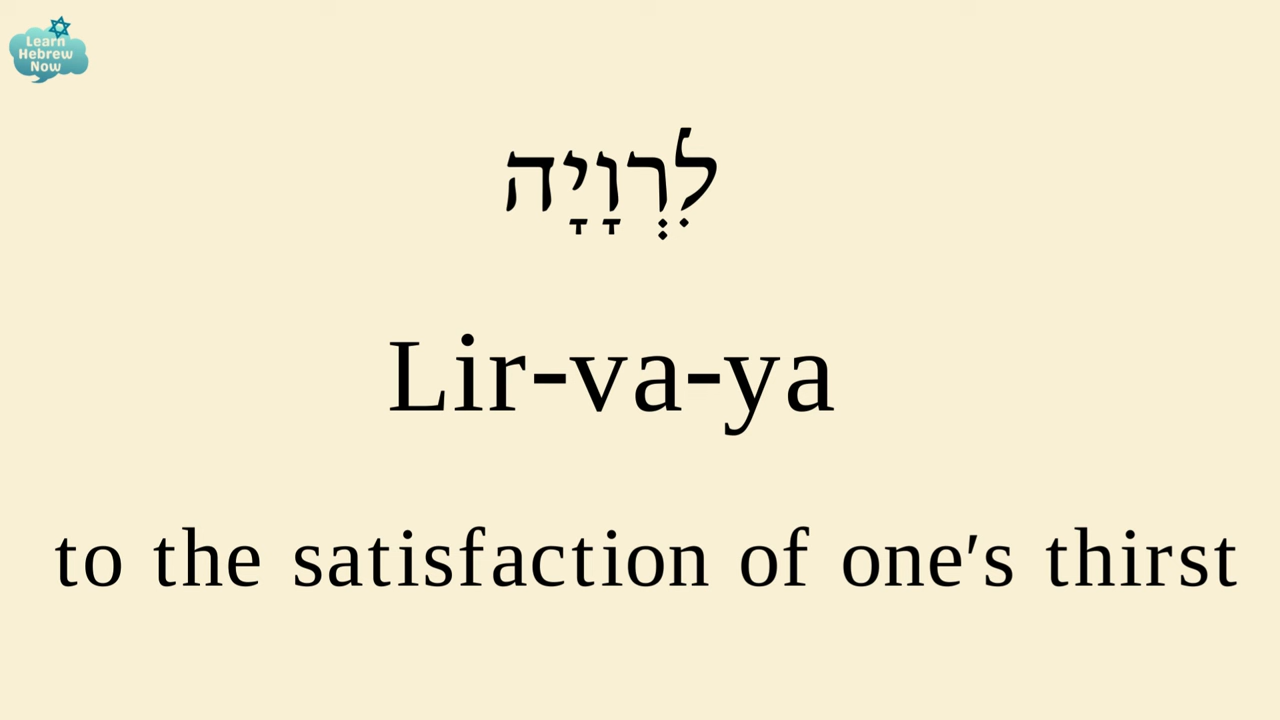 Learn
Hebrew
Now
לִרְוָיָה
Lir-va-ya
to the satisfaction of one's thirst